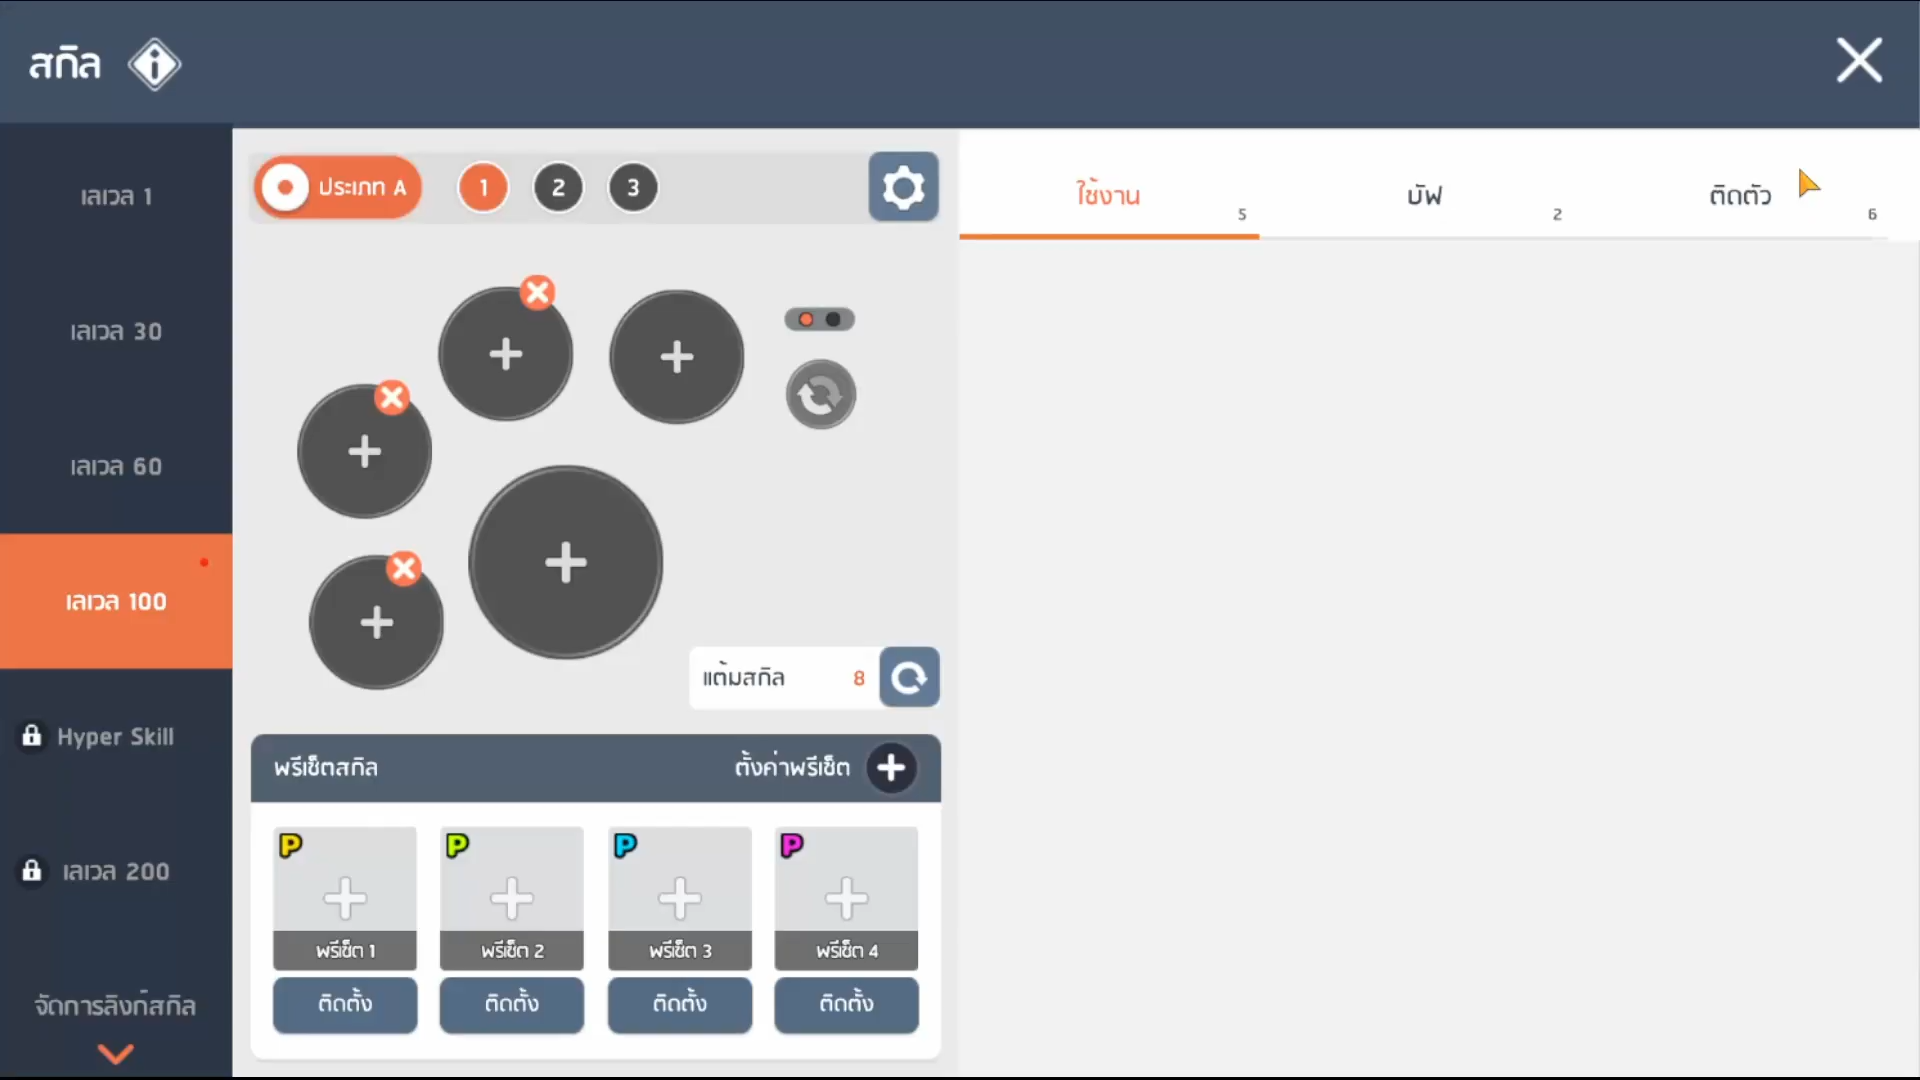 สกิล
เลเวล 1
เลเวล 30
เลเวล 60
เลเวล 100
Hyper Skill
เลเวล 200
จัดการลิงก์สกิล
ประเภท A
1
2
3
แต้มสกิล 8
พรีเซ็ตสกิล
ตั้งค่าพรีเซ็ต
P
P
P
P
พรีเซ็ต 1
พรีเซ็ต 2
พรีเซ็ต 3
พรีเซ็ต 4
ติดตั้ง
ติดตั้ง
ติดตั้ง
ติดตั้ง
ใช้งาน 5
บัฟ 2
ติดตัว 6